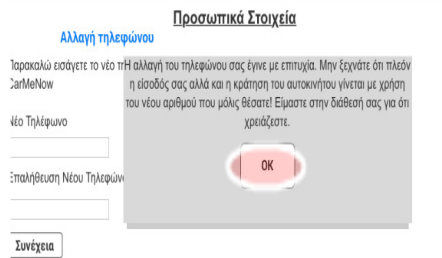 Προσωπικά Στοιχεία
Αλλαγή τηλεφώνου
Παρακαλώ εισάγετε το νέο τη
CarMeNow
Η αλλαγή του τηλεφώνου σας έγινε με επιτυχία. Μην ξεχνάτε ότι πλεόν
η είσοδός σας αλλά και η κράτηση του αυτοκινήτου γίνεται με χρήση
του νέου αριθμού που μόλις θέσατε! Είμαστε στην διάθεσή σας για ότι
χρειάζεστε.
OK
Νέο Τηλέφωνο
Επαλήθευση Νέου Τηλεφών
Συνέχεια